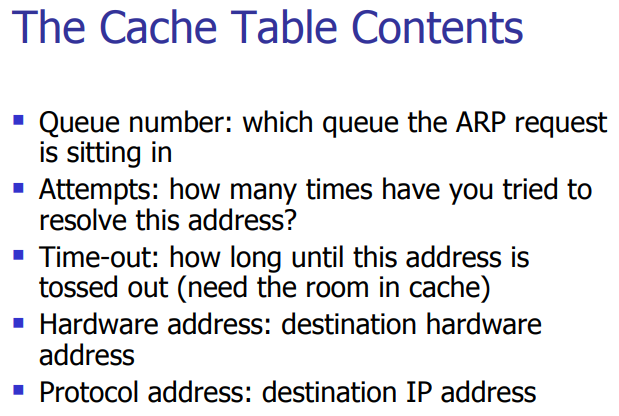 The Cache Table Contents
▪ Queue number: which queue the ARP request
is sitting in
▪ Attempts: how many times have you tried to
resolve this address?
▪ Time-out: how long until this address is
tossed out (need the room in cache)
▪ Hardware address: destination hardware
address
▪ Protocol address: destination IP address